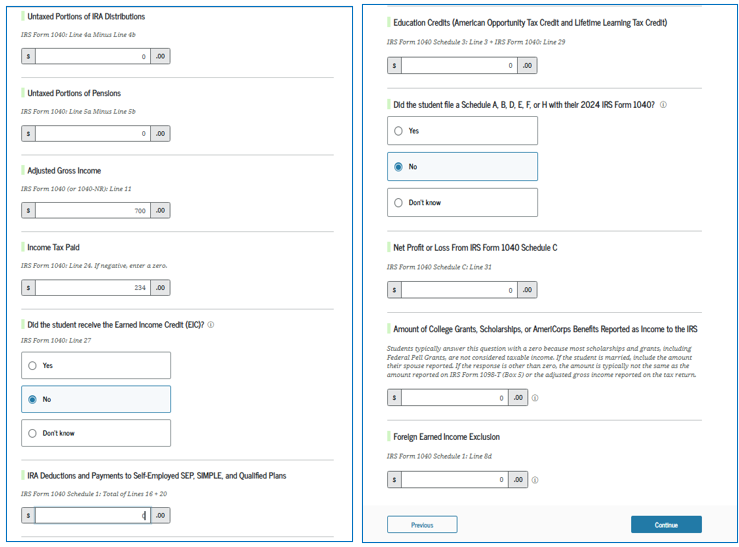 Untaxed Portions of IRA Distributions
IRS Form 1040: Line 4a Minus Line 4b
$ 0 .00
Untaxed Portions of Pensions
IRS Form 1040: Line 5a Minus Line 5b
$ 0 .00
Adjusted Gross Income
IRS Form 1040 (or 1040-NR): Line 11
$ 700 .00
Income Tax Paid
IRS Form 1040: Line 24. If negative, enter a zero.
$ 234 .00
Did the student receive the Earned Income Credit (EIC)?
IRS Form 1040: Line 27
Yes
No
Don't know
IRA Deductions and Payments to Self-Employed SEP, SIMPLE, and Qualified Plans
IRS Form 1040 Schedule 1: Total of Lines 16 + 20
$ 0 .00
Education Credits (American Opportunity Tax Credit and Lifetime Learning Tax Credit)
IRS Form 1040 Schedule 3: Line 3 + IRS Form 1040: Line 29
$ 0 .00
Did the student file a Schedule A, B, D, E, F, or H with their 2024 IRS Form 1040?
Yes
No
Don't know
Net Profit or Loss From IRS Form 1040 Schedule C
IRS Form 1040 Schedule C: Line 31
$ 0 .00
Amount of College Grants, Scholarships, or AmeriCorps Benefits Reported as Income to the IRS
Students typically answer this question with a zero because most scholarships and grants, including
Federal Pell Grants, are not considered taxable income. If the student is married, include the amount
their spouse reported. If the response is other than zero, the amount is typically not the same as the
amount reported on IRS Form 1098-T (Box 5) or the adjusted gross income reported on the tax return.
$ 0 .00
Foreign Earned Income Exclusion
IRS Form 1040 Schedule 1: Line 8d
$ 0 .00
Previous
Continue